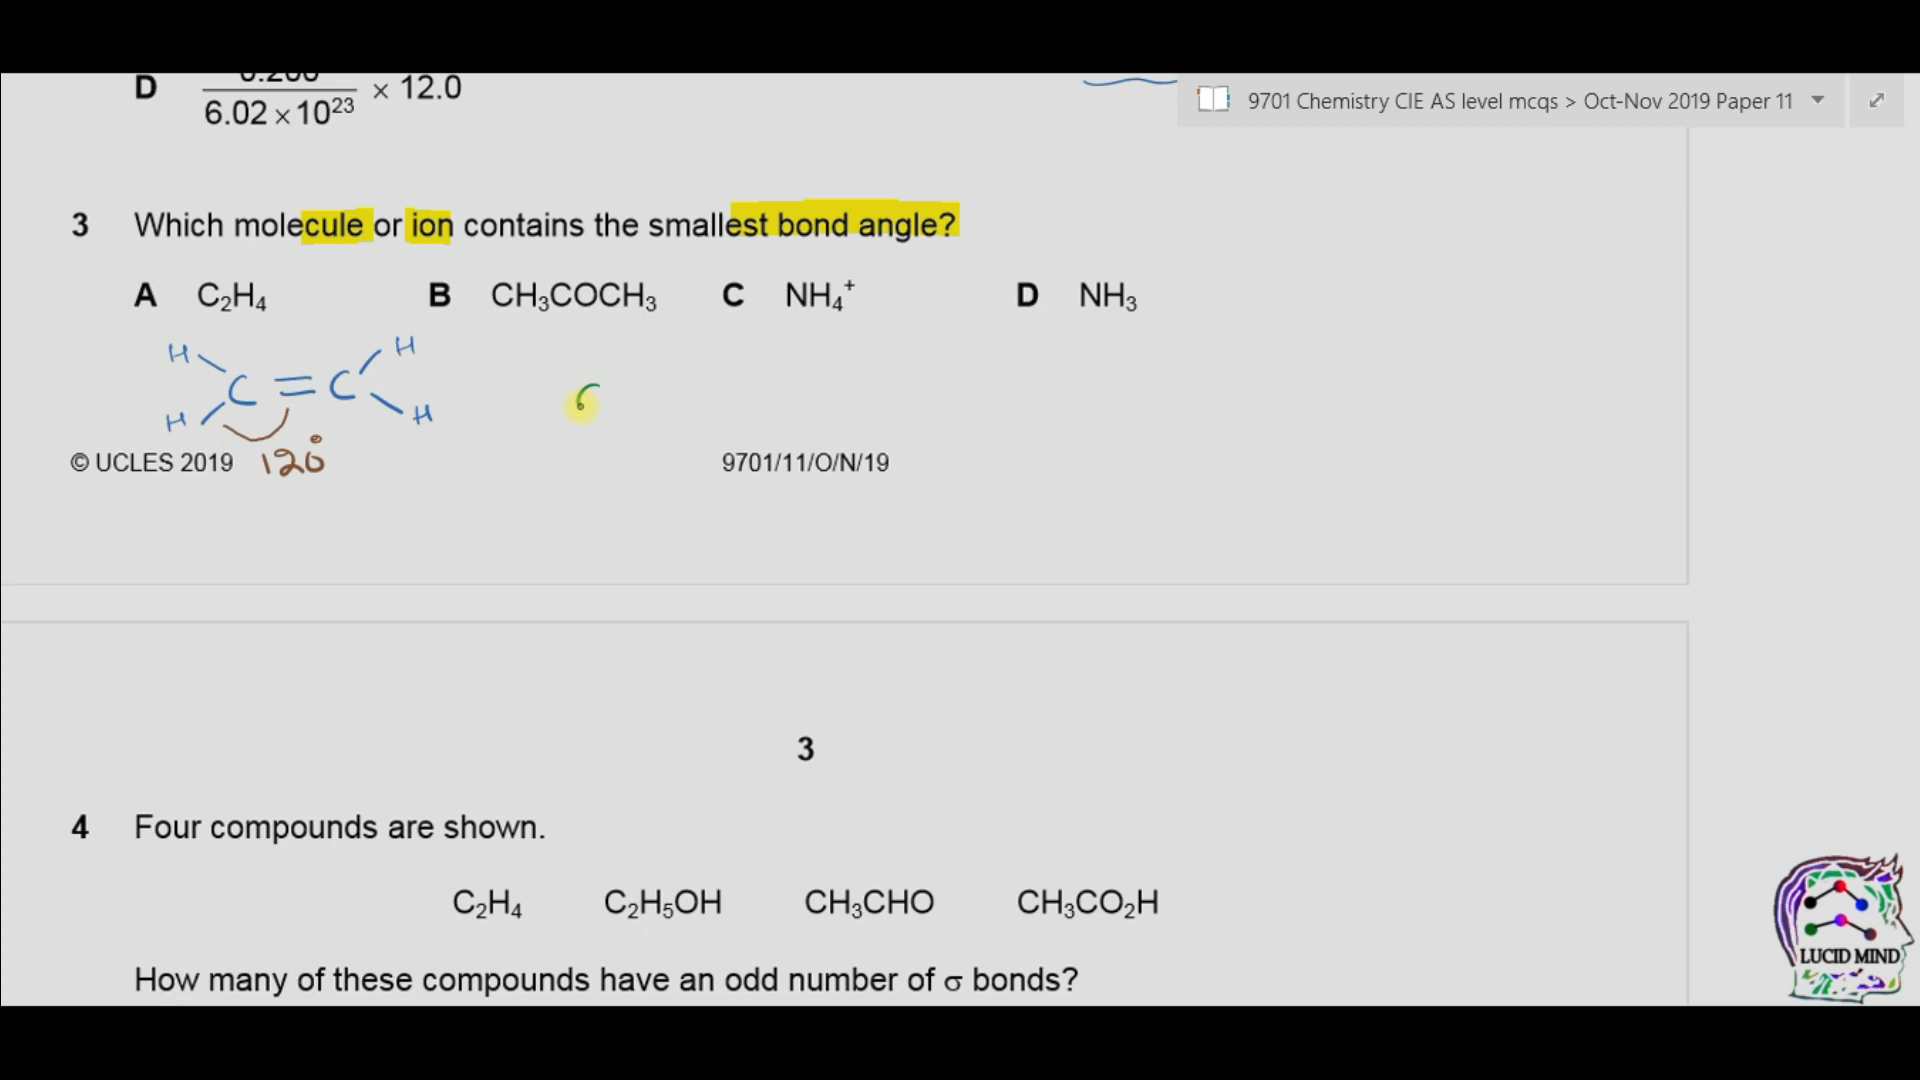 D 6.02 × 10²³ × 12.0
9701 Chemistry CIE AS level mcqs > Oct-Nov 2019 Paper 11
3 Which molecule or ion contains the smallest bond angle?
A C₂H₄ B CH₃COCH₃ C NH₄⁺ D NH₃
H H
C = C
H H
© UCLES 2019 120° 9701/11/O/N/19
3
4 Four compounds are shown.
C₂H₄ C₂H₅OH CH₃CHO CH₃CO₂H
LUCID MIND
How many of these compounds have an odd number of σ bonds?